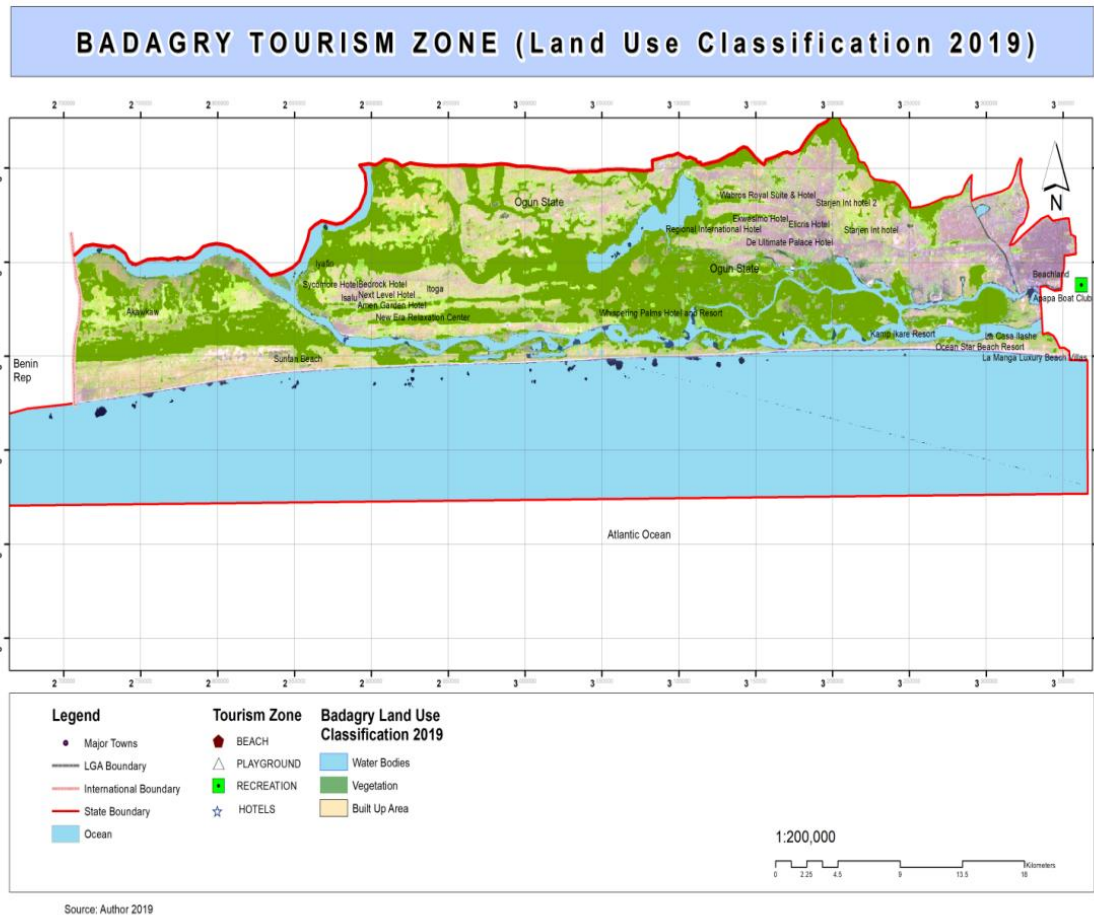 BADAGRY TOURISM ZONE (Land Use Classification 2019)
N
Wabros Royal Suite & Hotel
Ogun State
Starjen Int hotel 2
Ekwesimo Hotel
Elicris Hotel
Regional International Hotel
Starjen Int hotel
De Ultimate Palace Hotel
Iyafin
Ogun State
Beachland
Sycomore Hotel
Bedrock Hotel
Itoga
Isalu
Next Level Hotel
Apapa Boat Club
Amen Garden Hotel
Akarakaw
New Era Relaxation Center
Whispering Palms Hotel and Resort
Kamp Ikare Resort
La Casa Ilashe
Ocean Star Beach Resort
Suntan Beach
La Manga Luxury Beach Villas
Benin
Rep
Atlantic Ocean
Legend
Major Towns
LGA Boundary
International Boundary
State Boundary
Ocean
Tourism Zone
BEACH
PLAYGROUND
RECREATION
HOTELS
Badagry Land Use
Classification 2019
Water Bodies
Vegetation
Built Up Area
1:200,000
Kilometers
0 2.25 4.5 9 13.5 18
Source: Author 2019